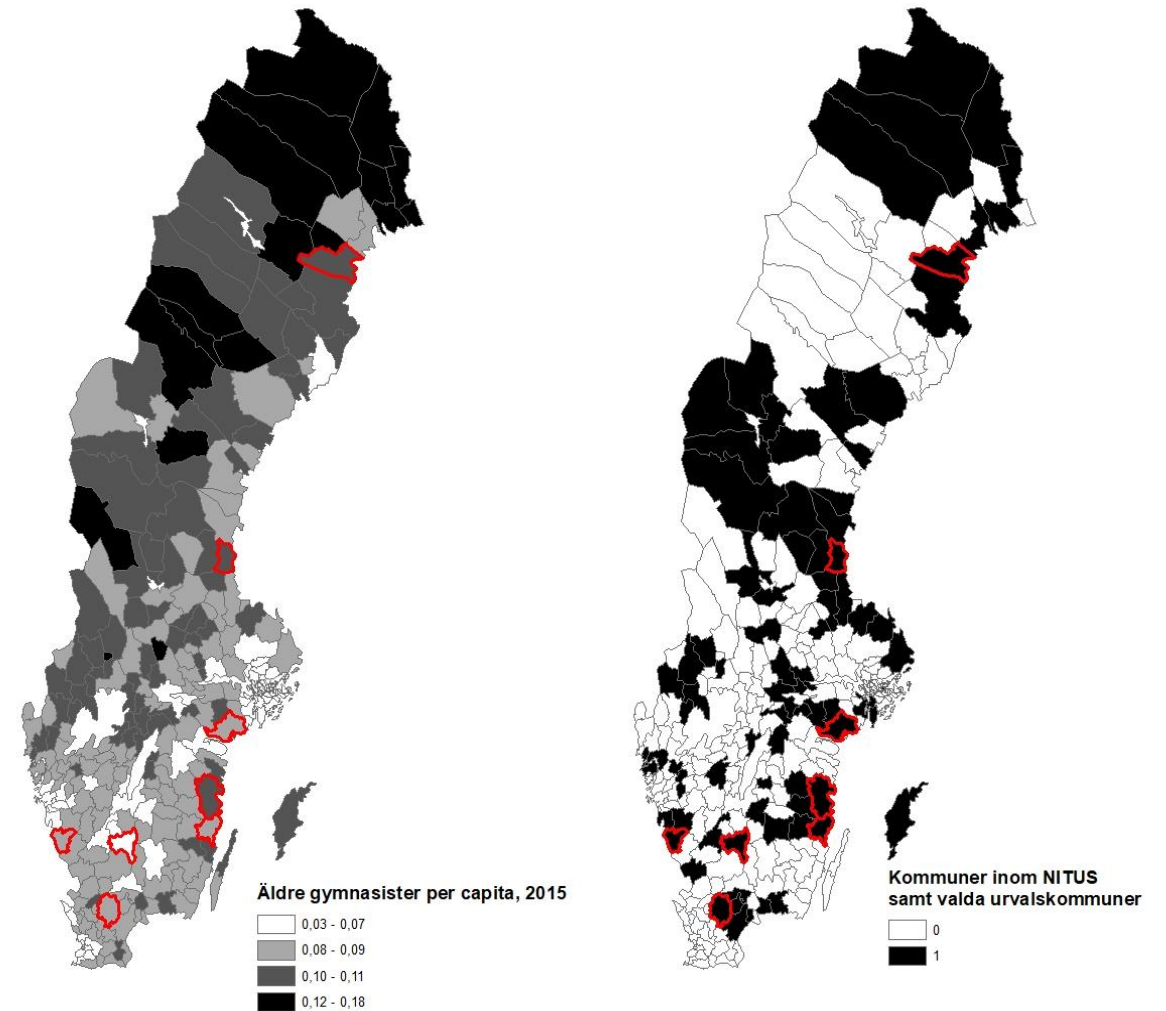 Äldre gymnasister per capita, 2015
0,03 - 0,07
0,08 - 0,09
0,10 - 0,11
0,12 - 0,18
Kommuner inom NITUS
samt valda urvalskommuner
0
1